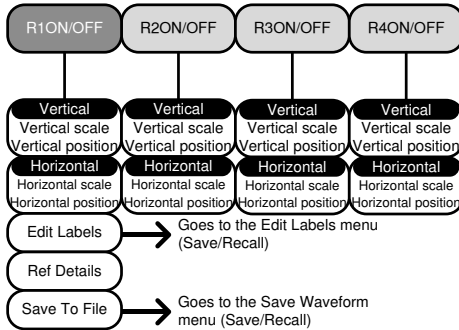 R1ON/OFF R2ON/OFF R3ON/OFF R4ON/OFF
Vertical Vertical Vertical Vertical
Vertical scale Vertical scale Vertical scale Vertical scale
Vertical position Vertical position Vertical position Vertical position
Horizontal Horizontal Horizontal Horizontal
Horizontal scale Horizontal scale Horizontal scale Horizontal scale
Horizontal position Horizontal position Horizontal position Horizontal position
Edit Labels Goes to the Edit Labels menu
(Save/Recall)
Ref Details
Save To File Goes to the Save Waveform
menu (Save/Recall)